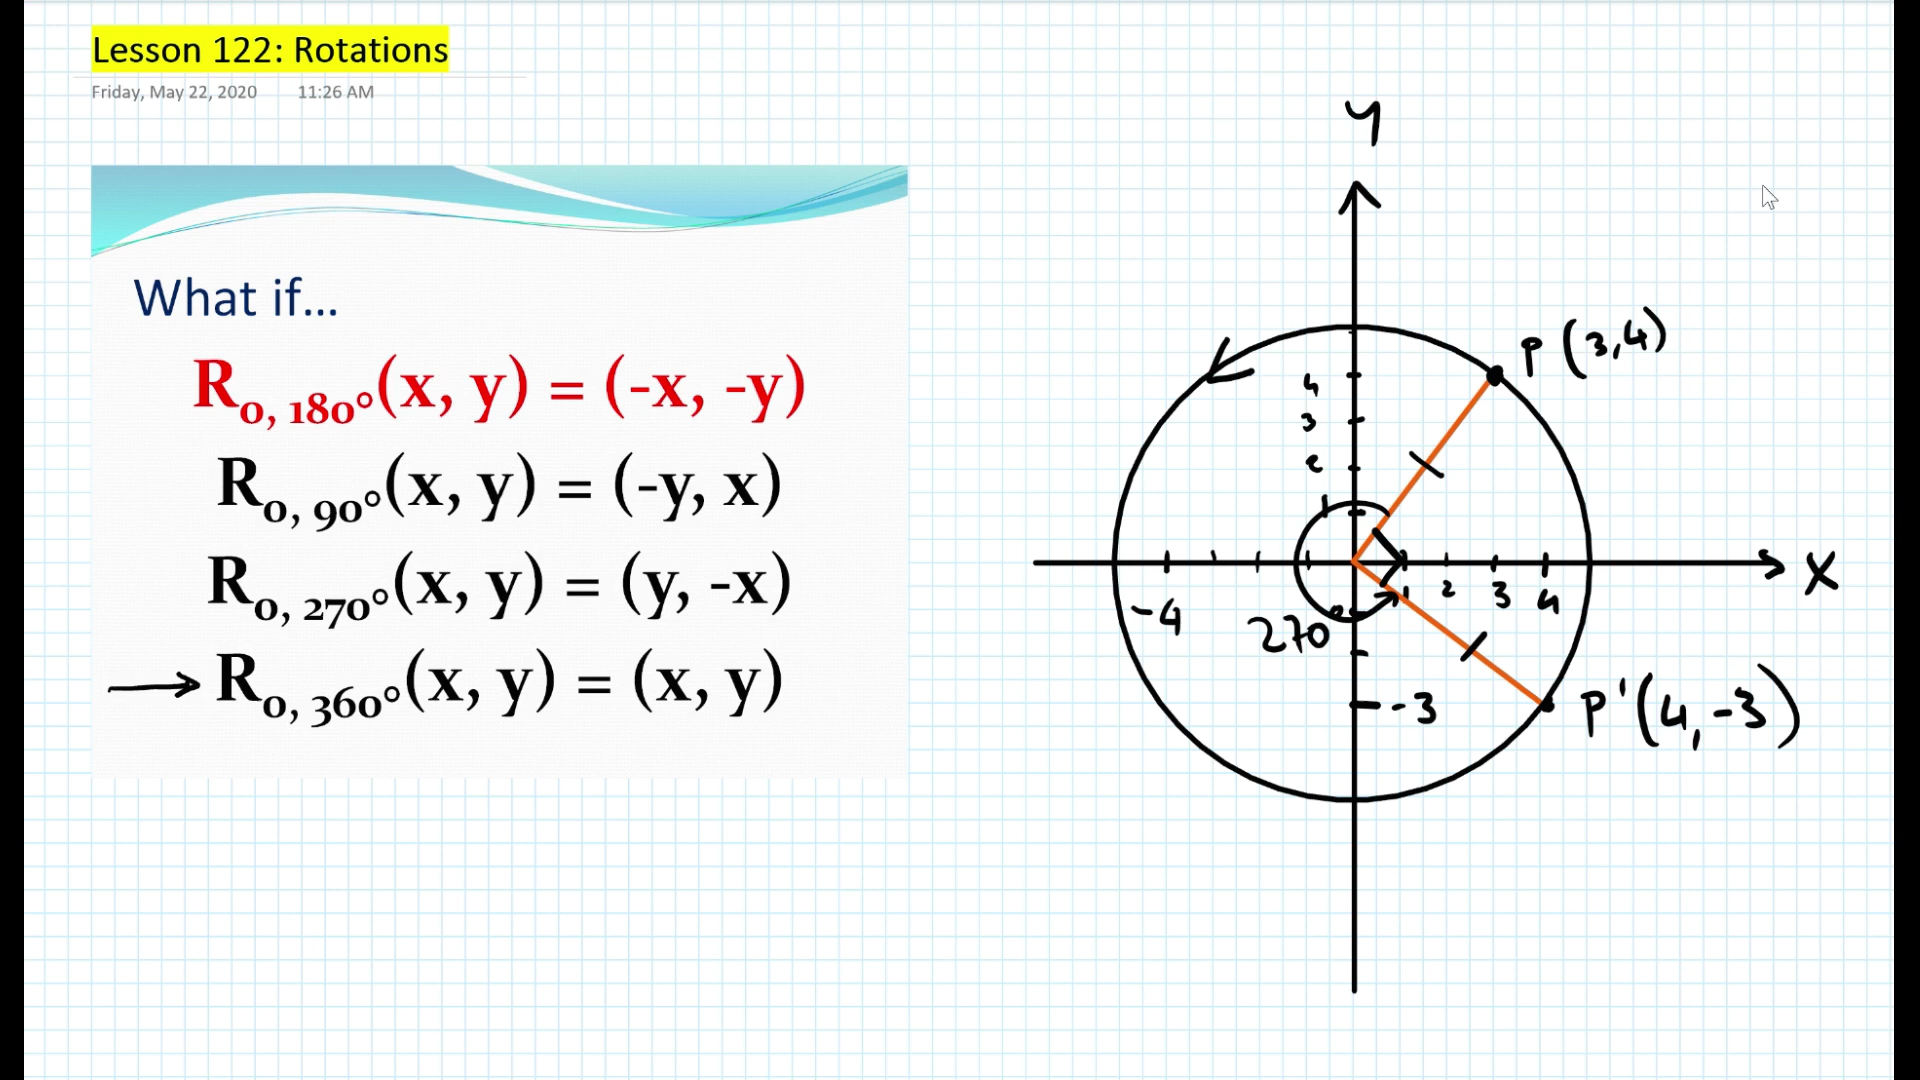 Lesson 122: Rotations
Friday, May 22, 2020 11:26 AM
What if...
R0, 180°(x, y) = (-x, -y)
R0, 90°(x, y) = (-y, x)
R0, 270°(x, y) = (y, -x)
R0, 360°(x, y) = (x, y)
Y
P (3,4)
4
3
2
1
X
-4
1 2 3 4
270
-3
P'(4,-3)